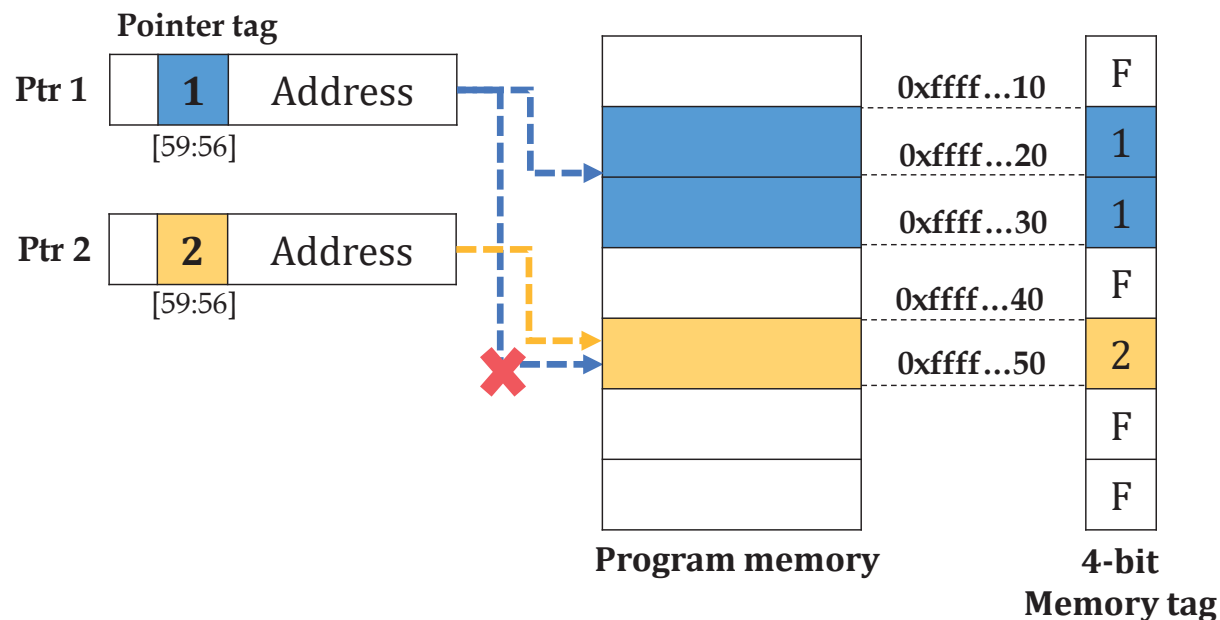 Pointer tag
Ptr 1
1
Address
[59:56]
Ptr 2
2
Address
[59:56]
0xffff...10
0xffff...20
0xffff...30
0xffff...40
0xffff...50
F
1
1
F
2
F
F
Program memory
4-bit
Memory tag